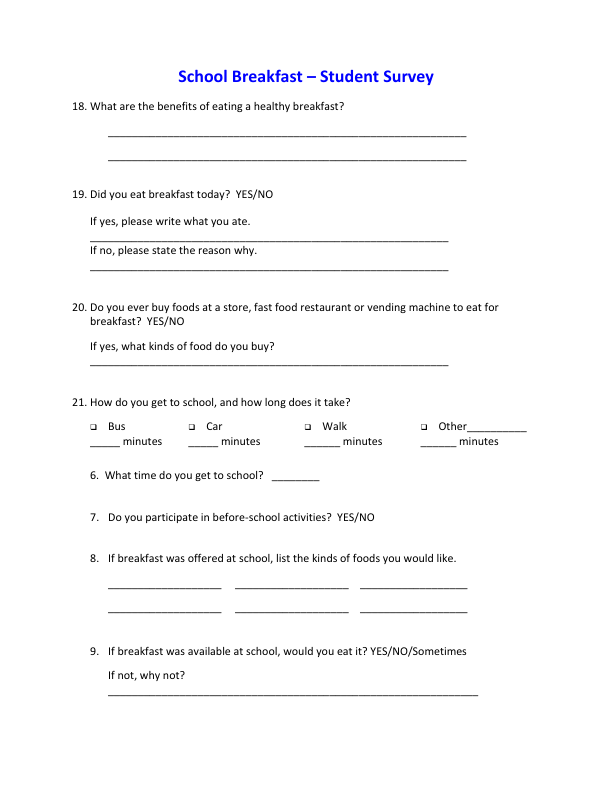 School Breakfast – Student Survey
18. What are the benefits of eating a healthy breakfast?
______________________________________________________________
______________________________________________________________
19. Did you eat breakfast today?  YES/NO
If yes, please write what you ate.
______________________________________________________________
If no, please state the reason why.
______________________________________________________________
20. Do you ever buy foods at a store, fast food restaurant or vending machine to eat for
breakfast?  YES/NO
If yes, what kinds of food do you buy?
______________________________________________________________
21. How do you get to school, and how long does it take?
❑ Bus ❑ Car ❑ Walk ❑ Other__________
_____ minutes _____ minutes ______ minutes ______ minutes
6. What time do you get to school? ________
7. Do you participate in before-school activities?  YES/NO
8. If breakfast was offered at school, list the kinds of foods you would like.
___________________ ___________________ __________________
___________________ ___________________ __________________
9. If breakfast was available at school, would you eat it? YES/NO/Sometimes
If not, why not?
________________________________________________________________